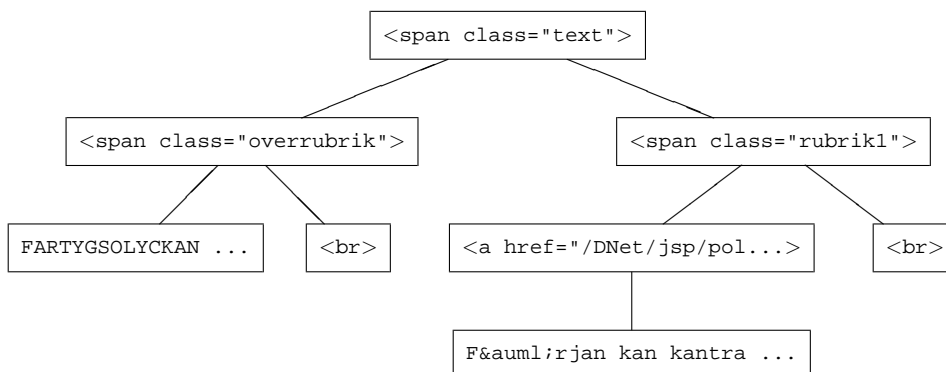 <span class="text">
<span class="overrubrik">
<span class="rubrik1">
FARTYGSOLYCKAN ...
<br>
<a href="/DNet/jsp/pol...>
<br>
F&auml;rjan kan kantra ...